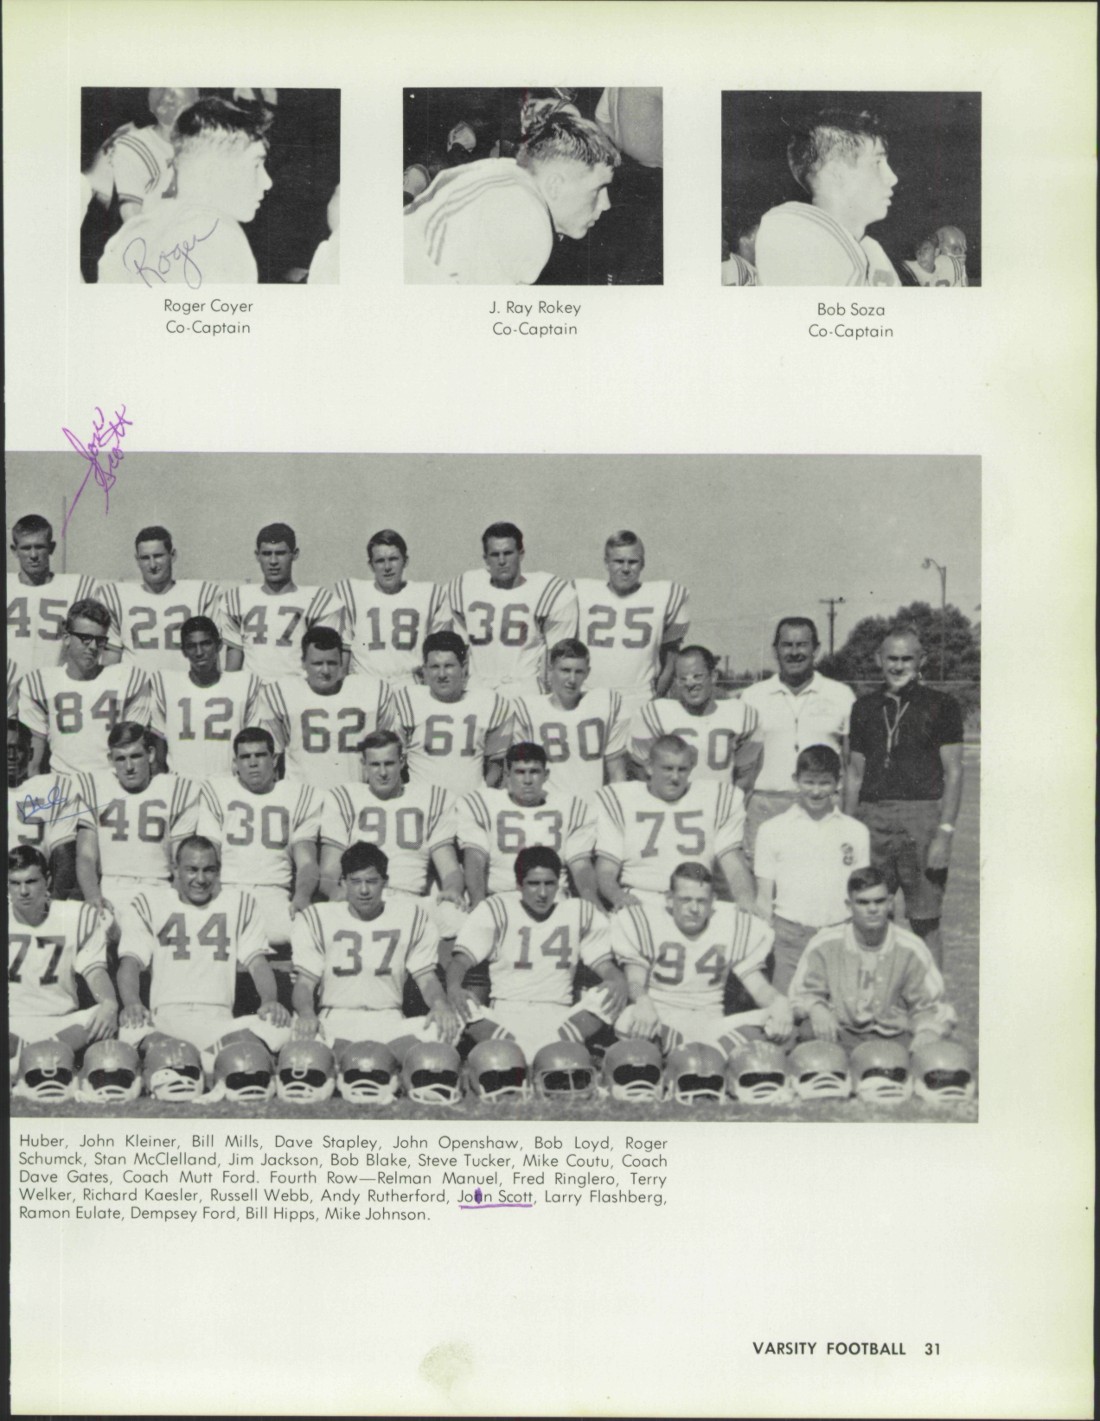 Roger
Roger Coyer
Co-Captain
J. Ray Rokey
Co-Captain
Bob Soza
Co-Captain
Scott
45 22 47 18 36 25
84 12 62 61 80 60
5 46 30 90 63 75
77 44 37 14 94
Huber, John Kleiner, Bill Mills, Dave Stapley, John Openshaw, Bob Loyd, Roger
Schumck, Stan McClelland, Jim Jackson, Bob Blake, Steve Tucker, Mike Coutu, Coach
Dave Gates, Coach Mutt Ford. Fourth Row—Relman Manuel, Fred Ringlero, Terry
Welker, Richard Kaesler, Russell Webb, Andy Rutherford, John Scott, Larry Flashberg,
Ramon Eulate, Dempsey Ford, Bill Hipps, Mike Johnson.
VARSITY FOOTBALL 31